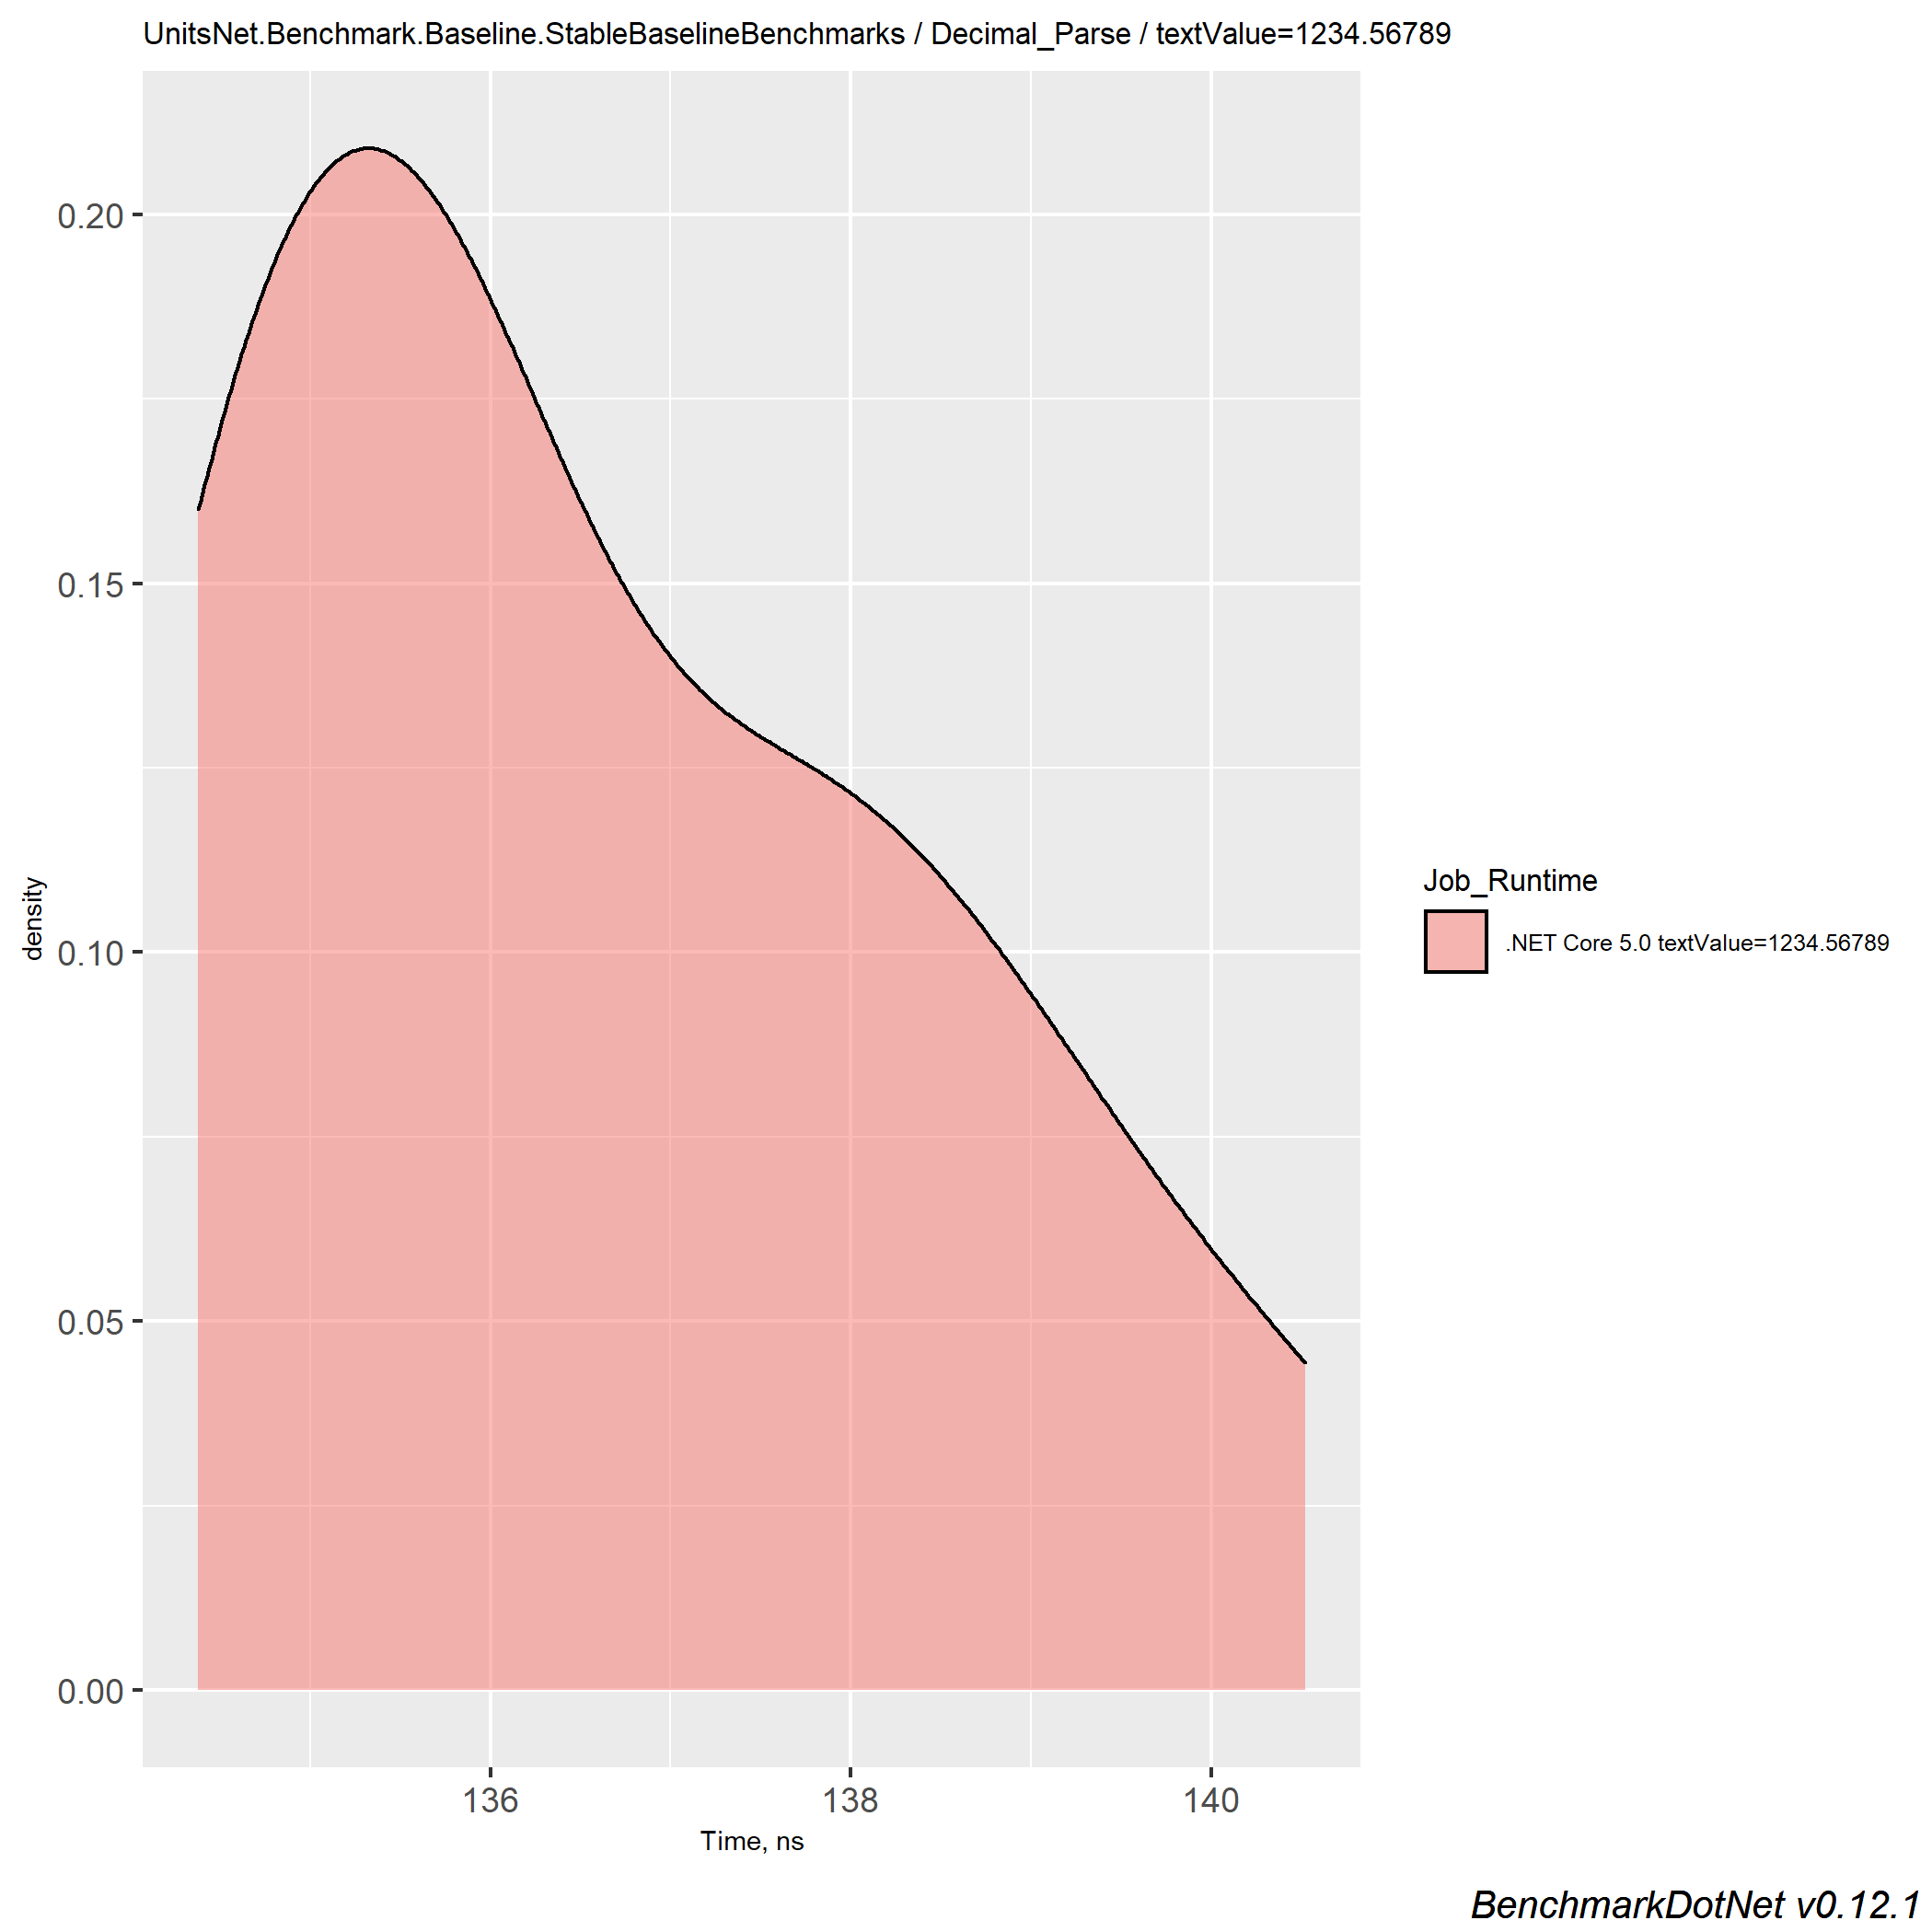 UnitsNet.Benchmark.Baseline.StableBaselineBenchmarks / Decimal_Parse / textValue=1234.56789
0.20
0.15
0.10
0.05
0.00
density
136
138
140
Time, ns
Job_Runtime
.NET Core 5.0 textValue=1234.56789
BenchmarkDotNet v0.12.1